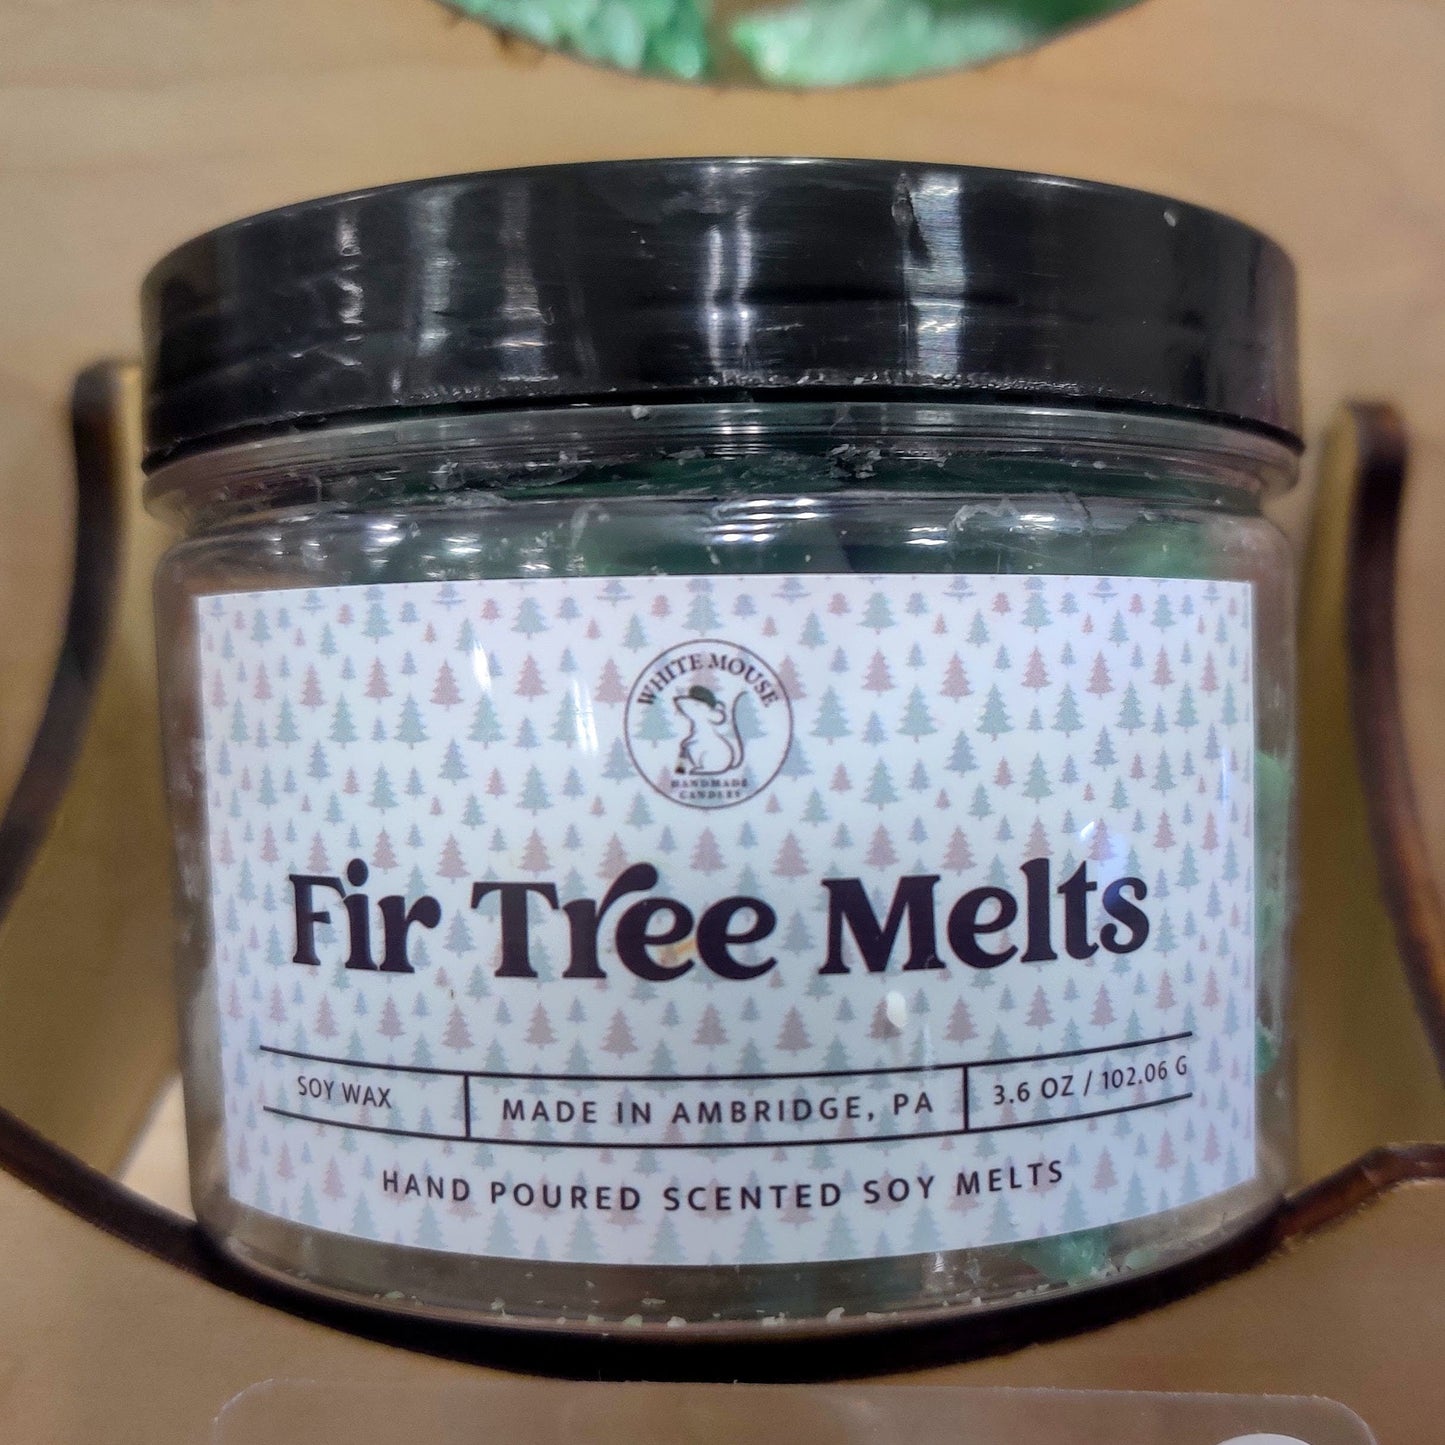 WHITE MOUSE
HANDMADE
CANDLES
Fir Tree Melts
SOY WAX
MADE IN AMBRIDGE, PA
3.6 OZ / 102.06 G
HAND POURED SCENTED SOY MELTS